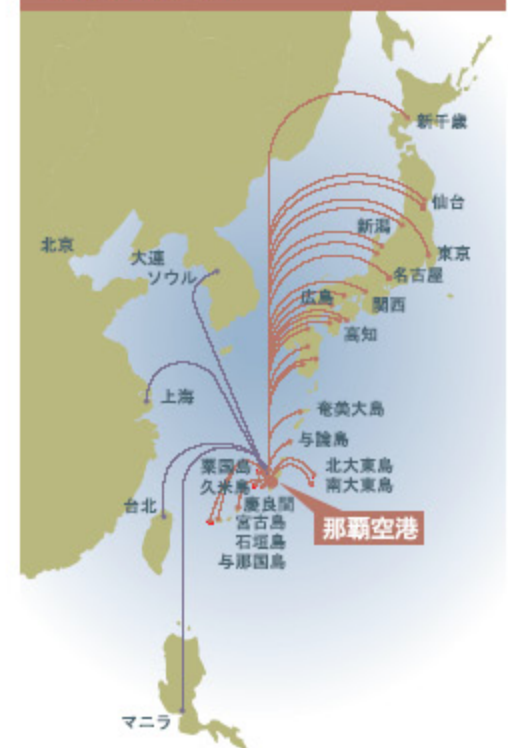 新千歳
仙台
新潟
北京
東京
大連
ソウル
名古屋
広島
関西
高知
上海
奄美大島
与論島
粟国島
北大東島
久米島
南大東島
慶良間
台北
宮古島
那覇空港
石垣島
与那国島
マニラ